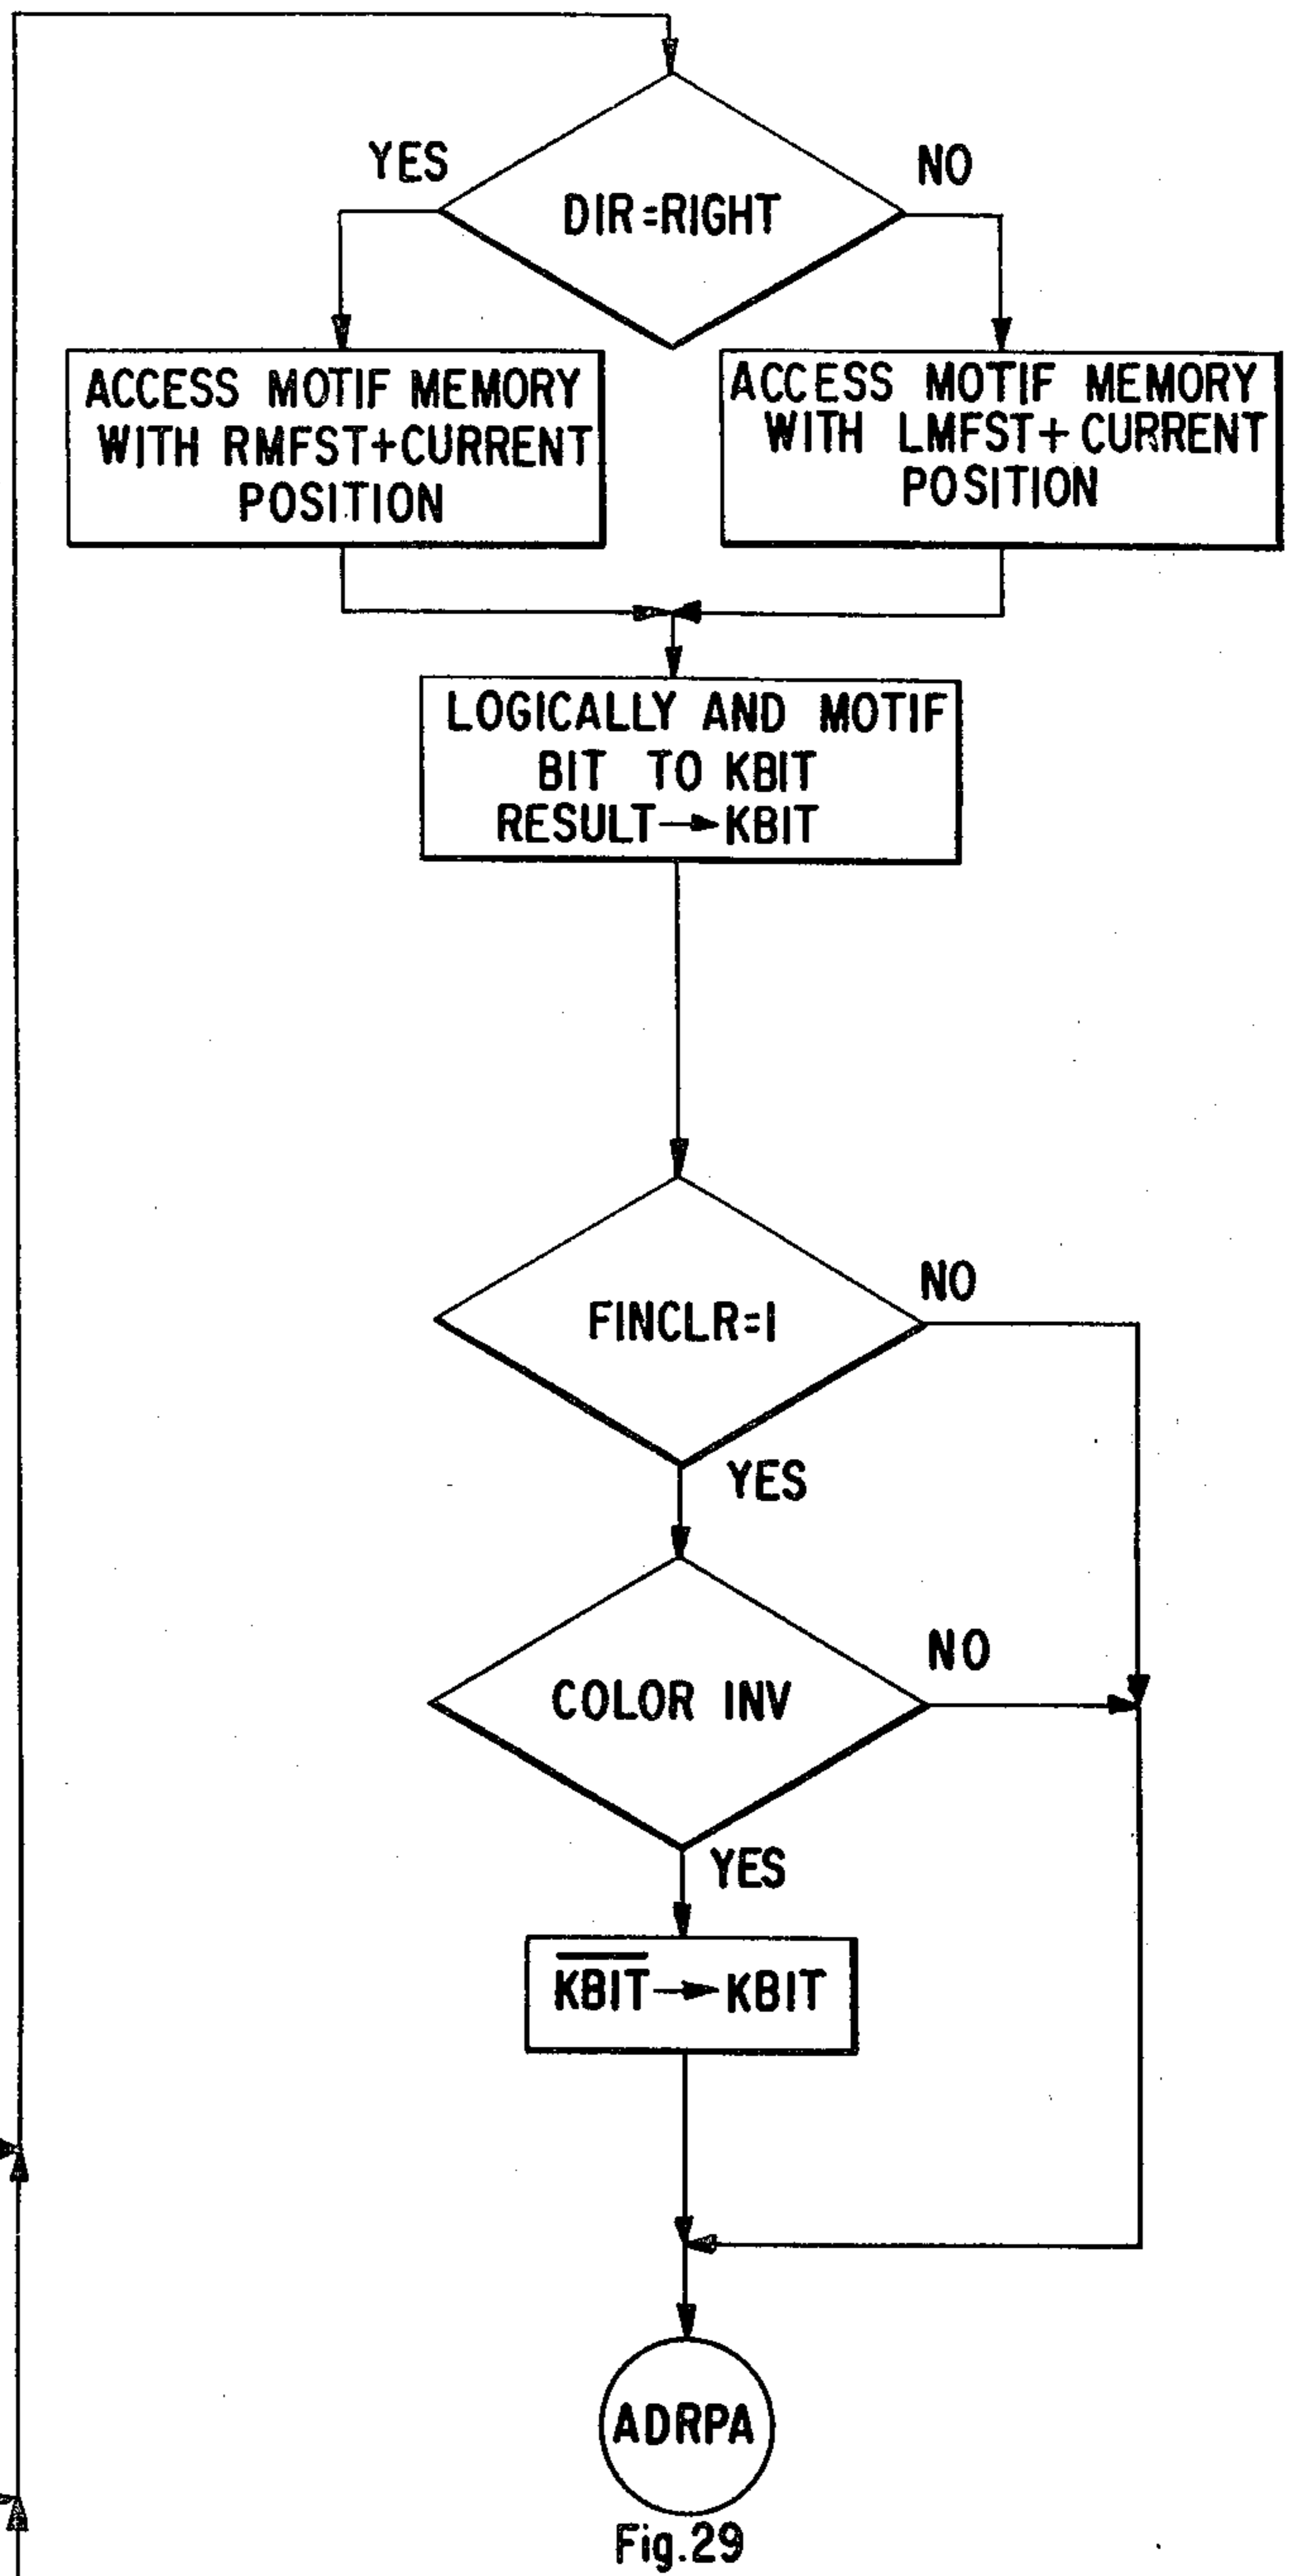 YES
NO
DIR=RIGHT
ACCESS MOTIF MEMORY
WITH RMFST+CURRENT
POSITION
ACCESS MOTIF MEMORY
WITH LMFST+CURRENT
POSITION
LOGICALLY AND MOTIF
BIT TO KBIT
RESULT→KBIT
NO
FINCLR=1
YES
NO
COLOR INV
YES
K̅B̅I̅T̅→KBIT
ADRPA
Fig.29